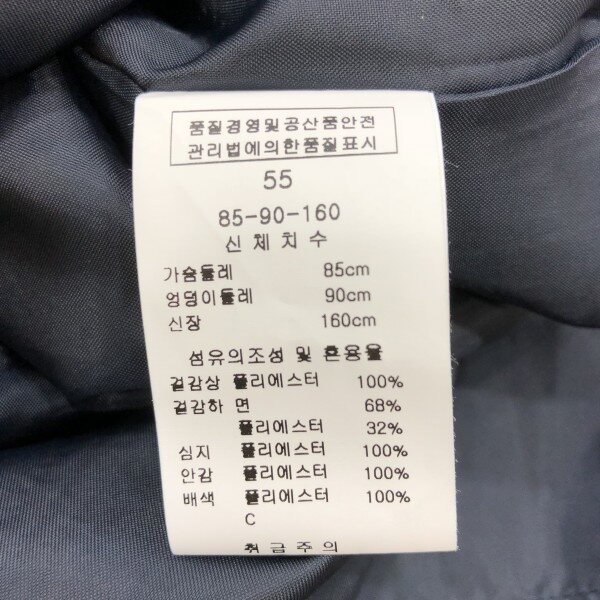 품질경영및공산품안전
관리법에의한품질표시
55
85-90-160
신체치수
가슴둘레 85cm
엉덩이둘레 90cm
신장 160cm
섬유의조성 및 혼용율
겉감상 폴리에스터 100%
겉감하 면 68%
폴리에스터 32%
심지 폴리에스터 100%
안감 폴리에스터 100%
배색 폴리에스터 100%
C
취급주의